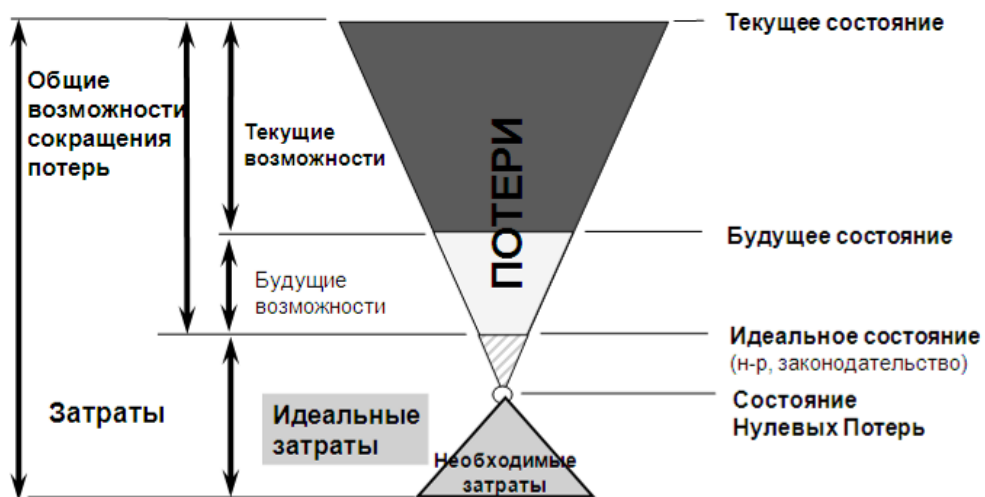 Общие
возможности
сокращения
потерь
Текущие
возможности
Будущие
возможности
Затраты
Идеальные
затраты
ПОТЕРИ
Необходимые
затраты
Текущее состояние
Будущее состояние
Идеальное состояние
(н-р, законодательство)
Состояние
Нулевых Потерь